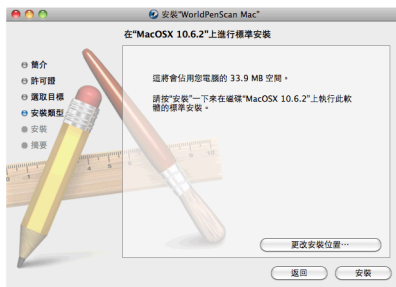 安裝"WorldPenScan Mac"
在"MacOSX 10.6.2"上進行標準安裝
簡介
許可證
選取目標
安裝類型
安裝
摘要
這將會佔用您電腦的 33.9 MB 空間。
請按"安裝"一下來在磁碟"MacOSX 10.6.2"上執行此軟
體的標準安裝。
更改安裝位置…
返回
安裝